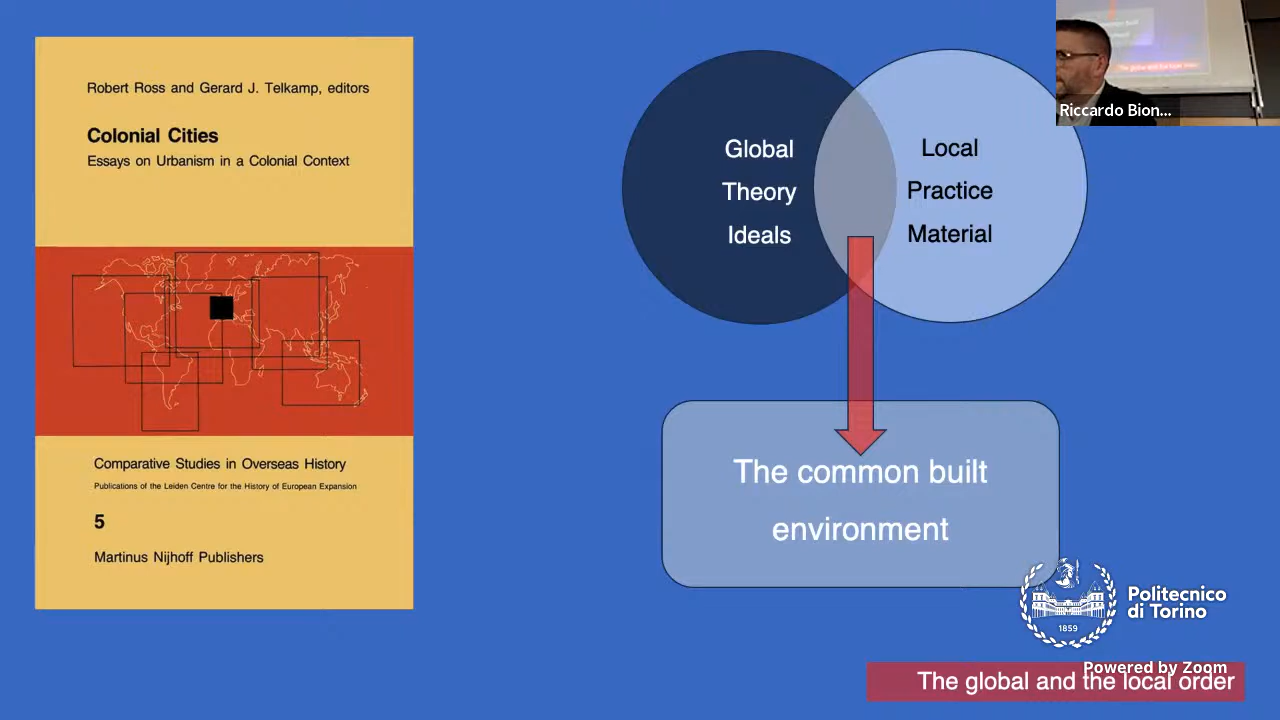 Robert Ross and Gerard J. Telkamp, editors
Colonial Cities
Essays on Urbanism in a Colonial Context
Comparative Studies in Overseas History
Publications of the Leiden Centre for the History of European Expansion
5
Martinus Nijhoff Publishers
Global
Theory
Ideals
Local
Practice
Material
The common built
environment
Riccardo Bion...
Politecnico
di Torino
1859
Powered by Zoom
The global and the local order